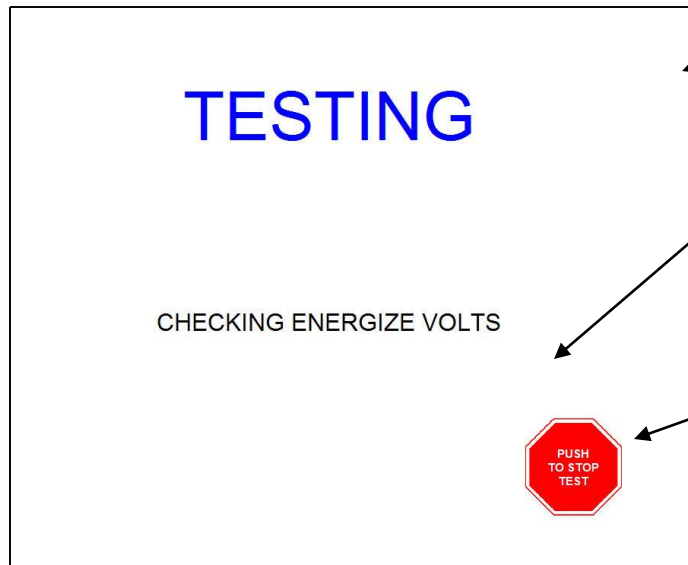 TESTING
CHECKING ENERGIZE VOLTS
PUSH
TO STOP
TEST